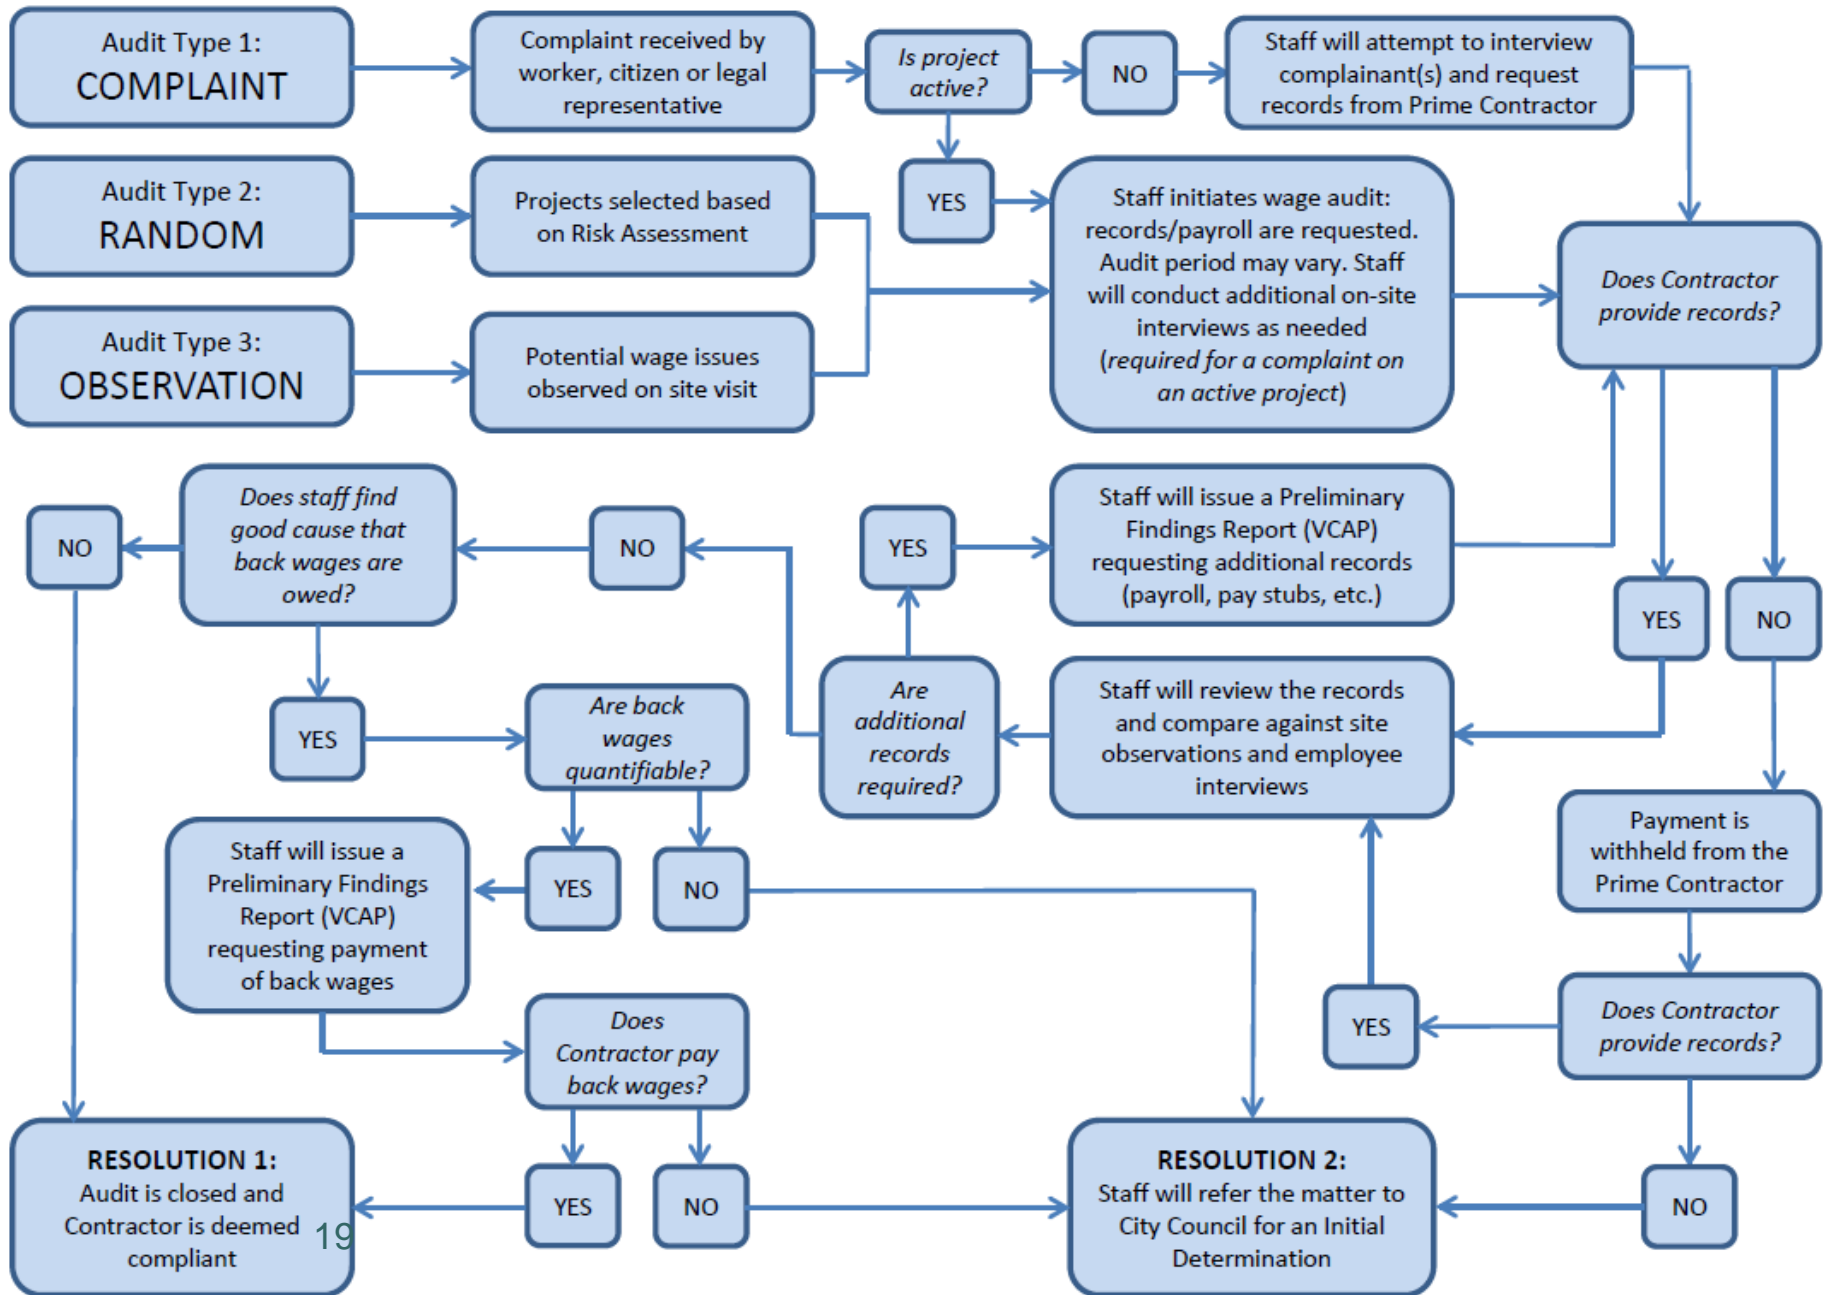 Audit Type 1:
COMPLAINT
Complaint received by
worker, citizen or legal
representative
Is project
active?
NO
Staff will attempt to interview
complainant(s) and request
records from Prime Contractor
YES
Audit Type 2:
RANDOM
Projects selected based
on Risk Assessment
Staff initiates wage audit:
records/payroll are requested.
Audit period may vary. Staff
will conduct additional on-site
interviews as needed
(required for a complaint on
an active project)
Does Contractor
provide records?
Audit Type 3:
OBSERVATION
Potential wage issues
observed on site visit
NO
Does staff find
good cause that
back wages are
owed?
NO
YES
Staff will issue a Preliminary
Findings Report (VCAP)
requesting additional records
(payroll, pay stubs, etc.)
YES
NO
YES
Are back
wages
quantifiable?
Are
additional
records
required?
Staff will review the records
and compare against site
observations and employee
interviews
Payment is
withheld from the
Prime Contractor
Staff will issue a
Preliminary Findings
Report (VCAP)
requesting payment
of back wages
YES
NO
Does
Contractor pay
back wages?
YES
Does Contractor
provide records?
RESOLUTION 1:
Audit is closed and
Contractor is deemed
compliant
19
YES
NO
RESOLUTION 2:
Staff will refer the matter to
City Council for an Initial
Determination
NO